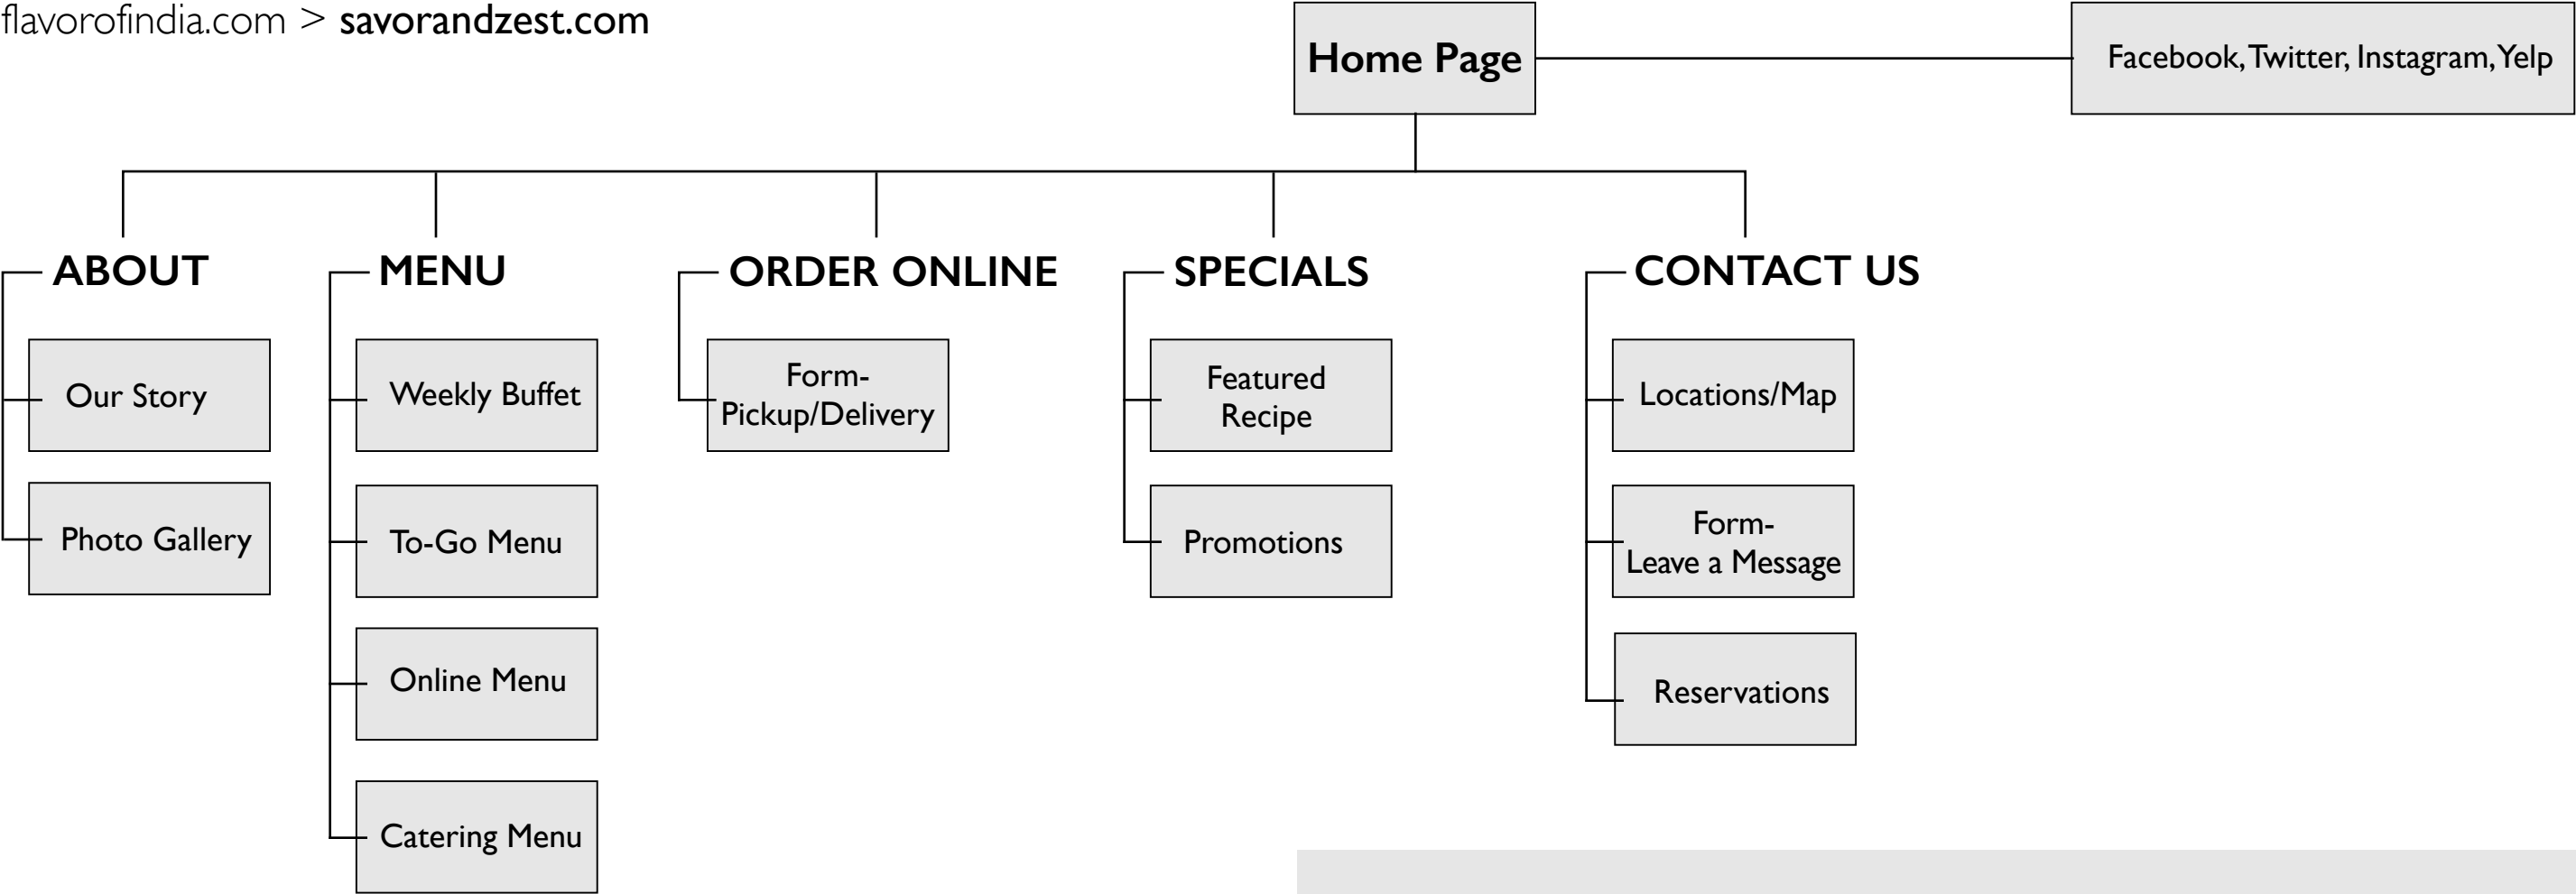 flavorofindia.com > savorandzest.com
Home Page
Facebook, Twitter, Instagram, Yelp
ABOUT
Our Story
Photo Gallery
MENU
Weekly Buffet
To-Go Menu
Online Menu
Catering Menu
ORDER ONLINE
Form-
Pickup/Delivery
SPECIALS
Featured
Recipe
Promotions
CONTACT US
Locations/Map
Form-
Leave a Message
Reservations